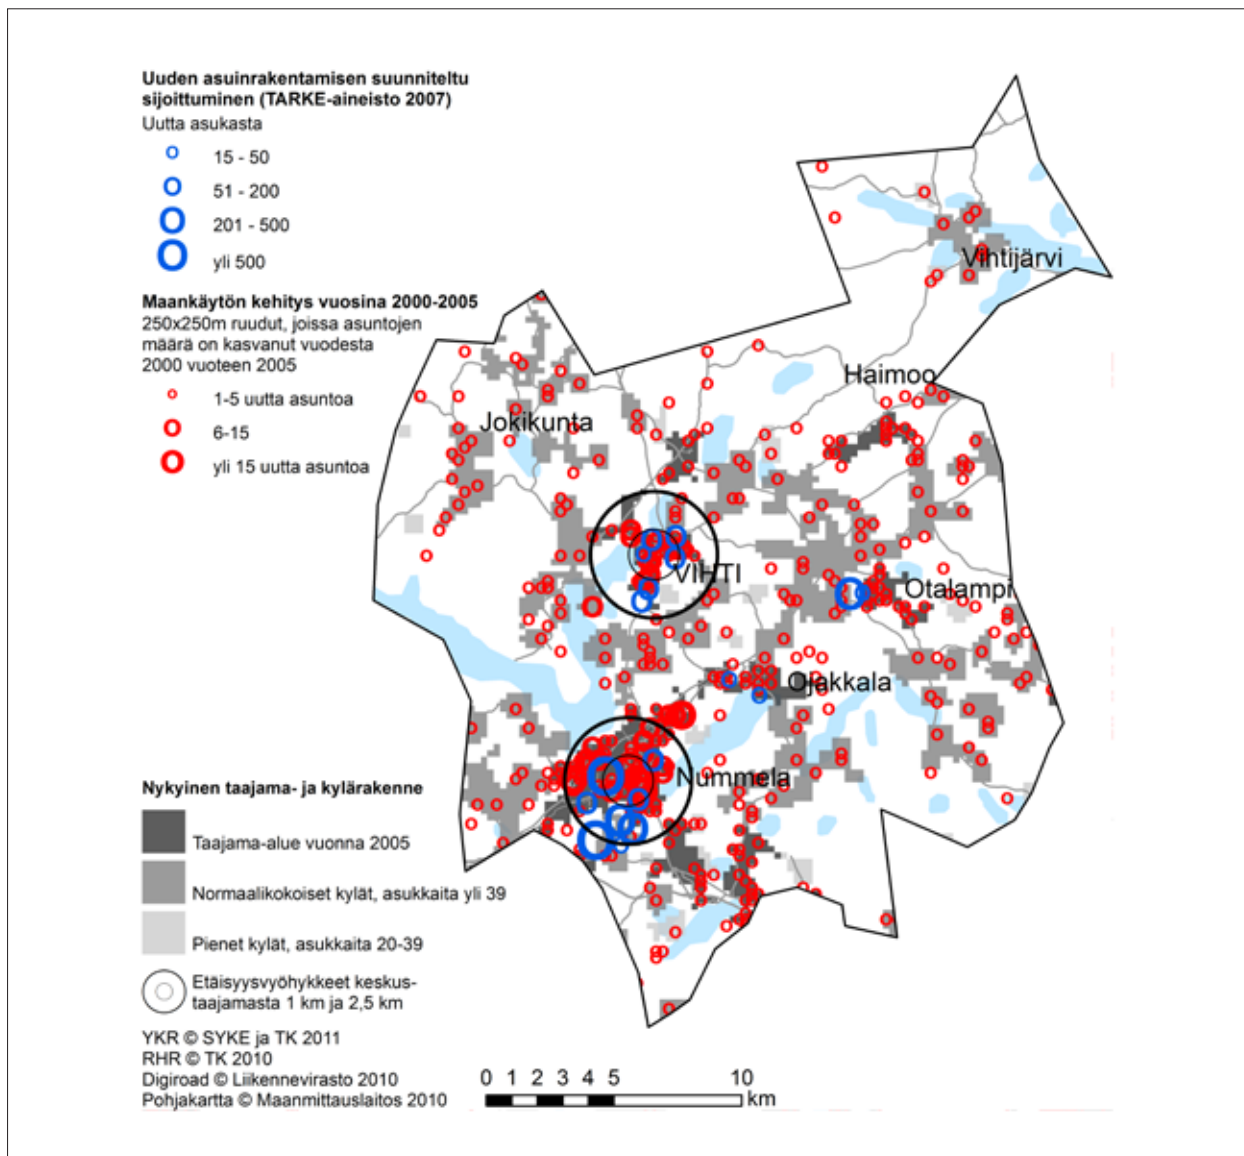 Uuden asuinrakentamisen suunniteltu
sijoittuminen (TARKE-aineisto 2007)
Uutta asukasta
15 - 50
51 - 200
201 - 500
yli 500
Maankäytön kehitys vuosina 2000-2005
250x250m ruudut, joissa asuntojen
määrä on kasvanut vuodesta
2000 vuoteen 2005
1-5 uutta asuntoa
6-15
yli 15 uutta asuntoa
Vihtijärvi
Haimoo
Jokikunta
VIHTI
Otalampi
Ojakkala
Nummela
Nykyinen taajama- ja kylärakenne
Taajama-alue vuonna 2005
Normaalikokoiset kylät, asukkaita yli 39
Pienet kylät, asukkaita 20-39
Etäisyysvyöhykkeet keskus-
taajamasta 1 km ja 2,5 km
YKR © SYKE ja TK 2011
RHR © TK 2010
Digiroad © Liikennevirasto 2010
Pohjakartta © Maanmittauslaitos 2010
0 1 2 3 4 5 10
km